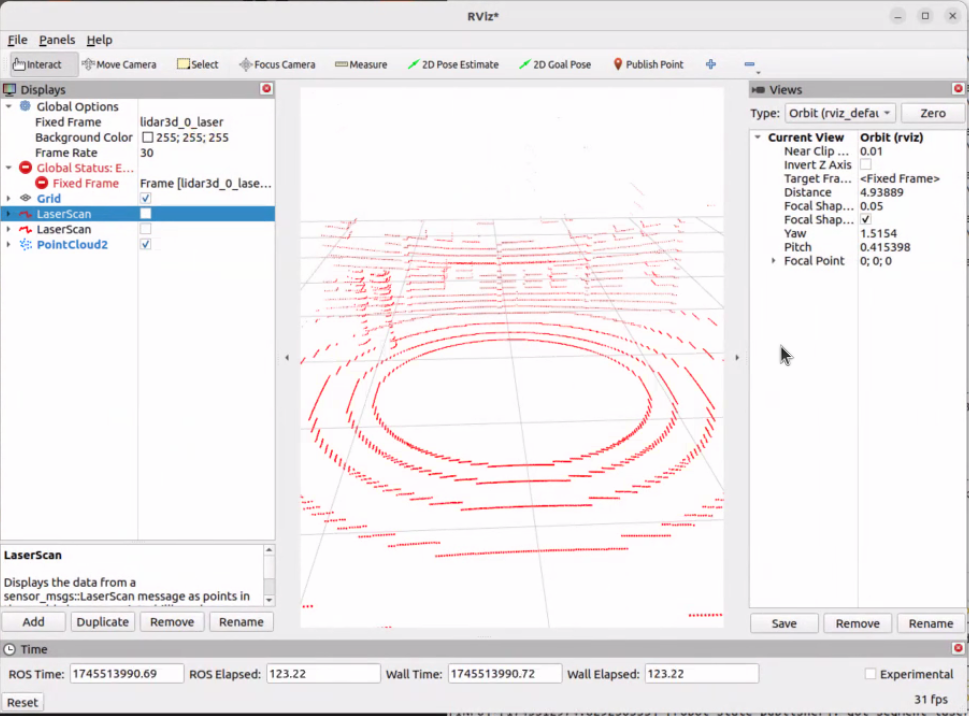 RViz*
File Panels Help
Interact Move Camera Select Focus Camera Measure 2D Pose Estimate 2D Goal Pose Publish Point
Displays
Global Options
Fixed Frame lidar3d_0_laser
Background Color 255; 255; 255
Frame Rate 30
Global Status: E...
Fixed Frame Frame [lidar3d_0_lase...
Grid
LaserScan
LaserScan
PointCloud2
LaserScan
Displays the data from a
sensor_msgs::LaserScan message as points in
Add Duplicate Remove Rename
Views
Type: Orbit (rviz_defau Zero
Current View Orbit (rviz)
Near Clip ... 0.01
Invert Z Axis
Target Fra... <Fixed Frame>
Distance 4.93889
Focal Shap... 0.05
Focal Shap...
Yaw 1.5154
Pitch 0.415398
Focal Point 0; 0; 0
Save Remove Rename
Time
ROS Time: 1745513990.69 ROS Elapsed: 123.22 Wall Time: 1745513990.72 Wall Elapsed: 123.22 Experimental
Reset 31 fps